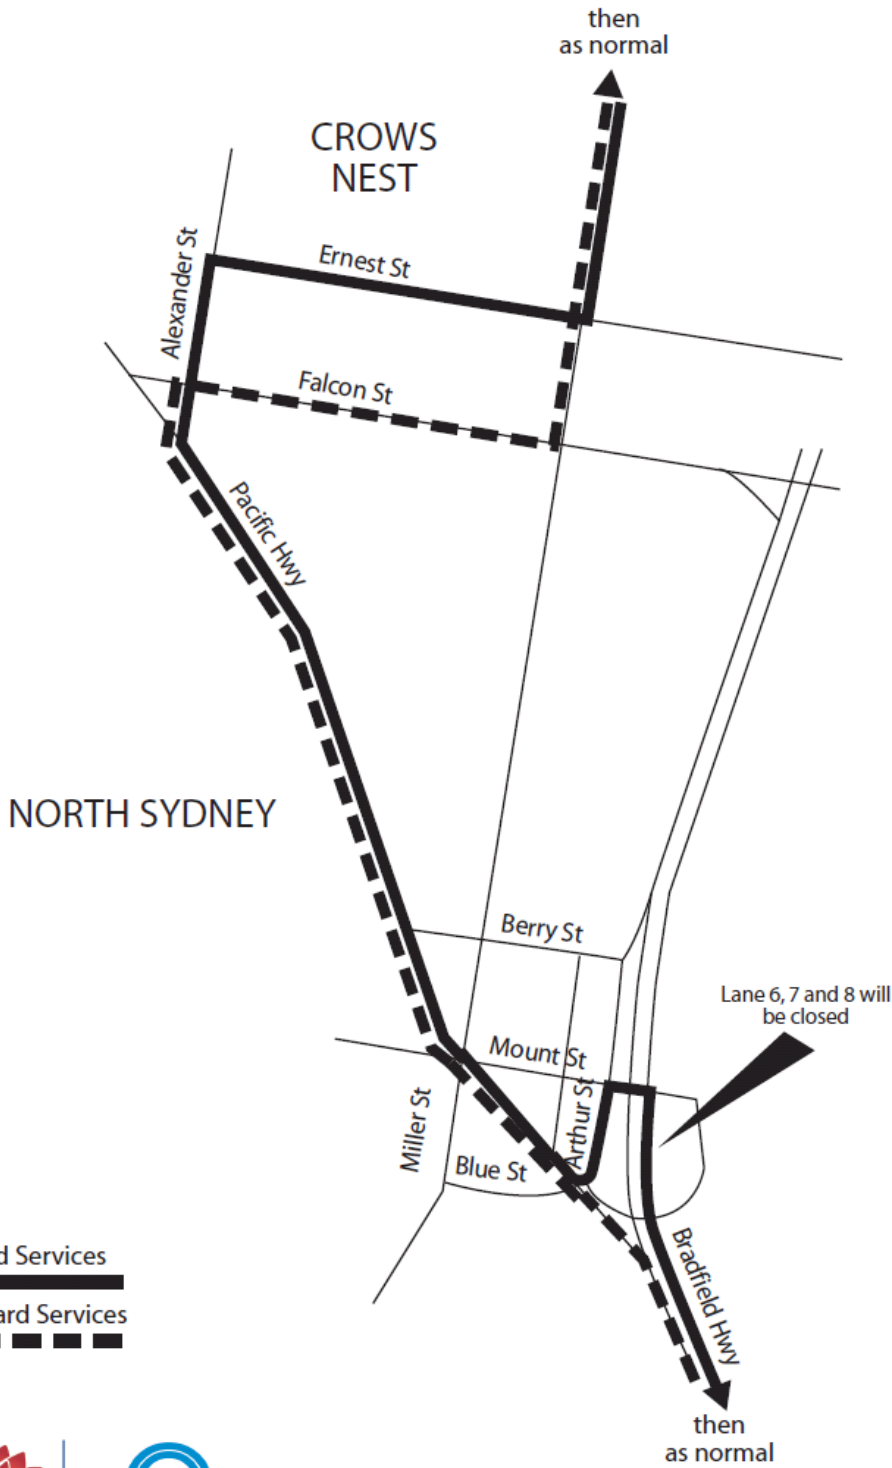 then
as normal
CROWS
NEST
Ernest St
Alexander St
Falcon St
Pacific Hwy
NORTH SYDNEY
Berry St
Lane 6, 7 and 8 will
be closed
Mount St
Arthur St
Miller St
Blue St
d Services
ard Services
Bradfield Hwy
then
as normal